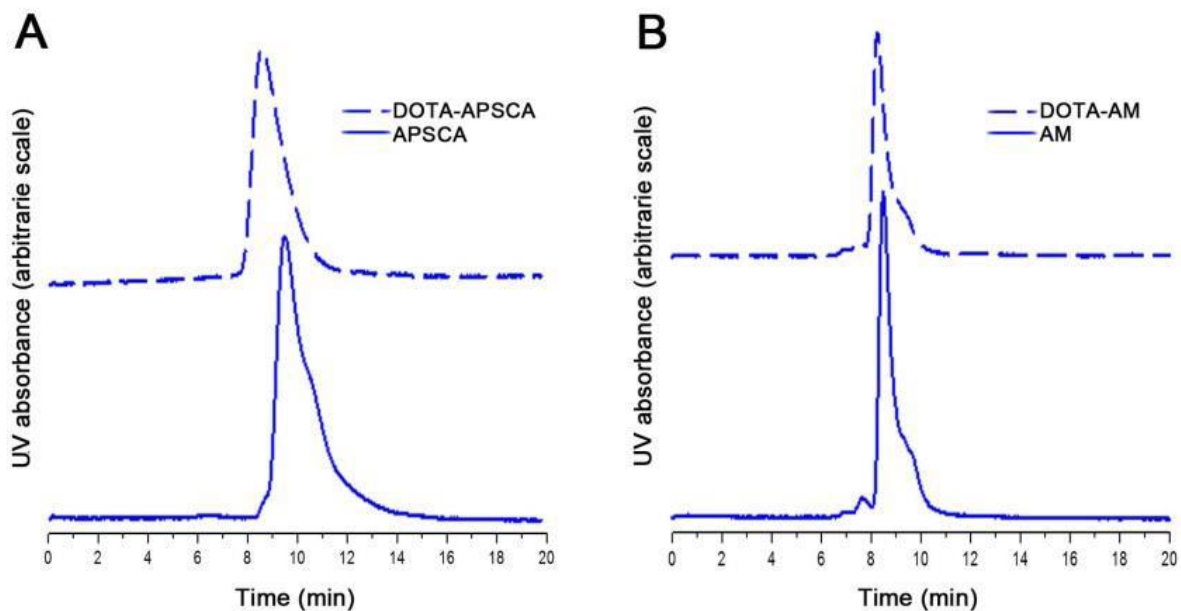 A
DOTA-APSCA
APSCA
UV absorbance (arbitrarie scale)
0 2 4 6 8 10 12 14 16 18 20
Time (min)
B
DOTA-AM
AM
UV absorbance (arbitrarie scale)
0 2 4 6 8 10 12 14 16 18 20
Time (min)